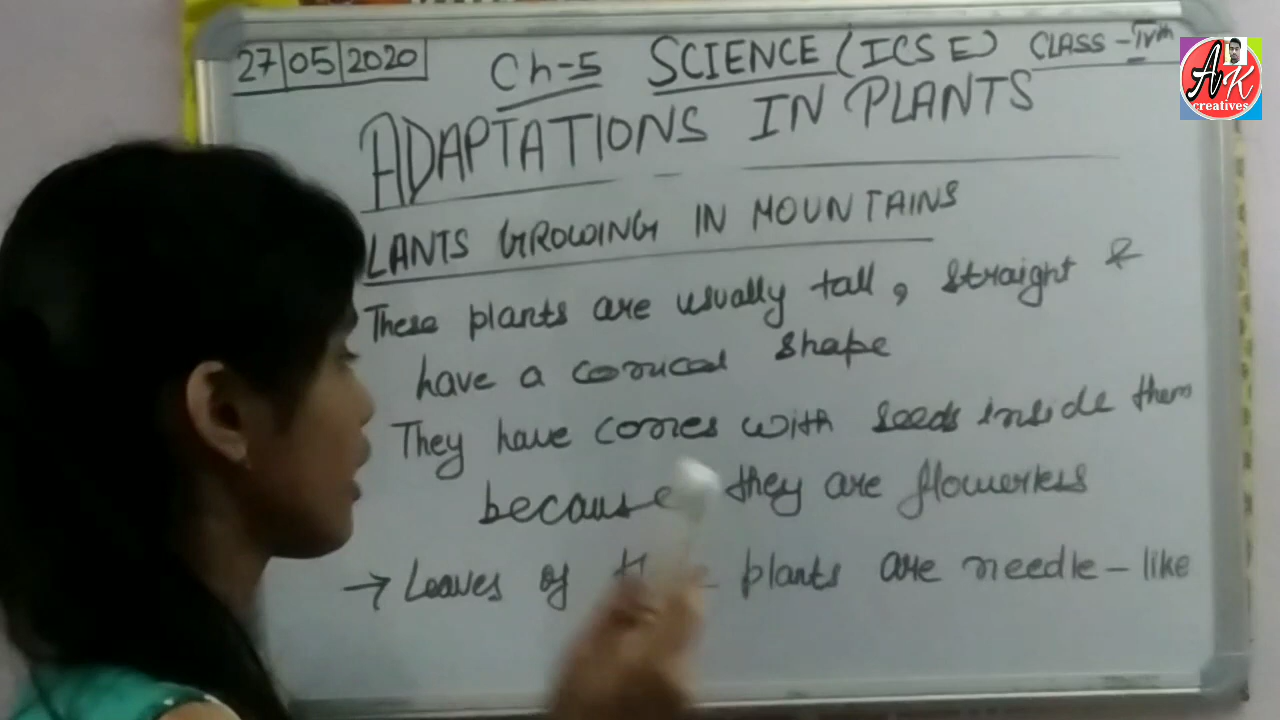 27|05|2020 Ch-5 SCIENCE (ICSE) CLASS-IVth
AK
creatives
ADAPTATIONS IN PLANTS
LANTS GROWING IN MOUNTAINS
These plants are usually tall, straight &
have a conical shape
They have cones with seeds inside them
because they are flowerless
→ Leaves of plants are needle-like